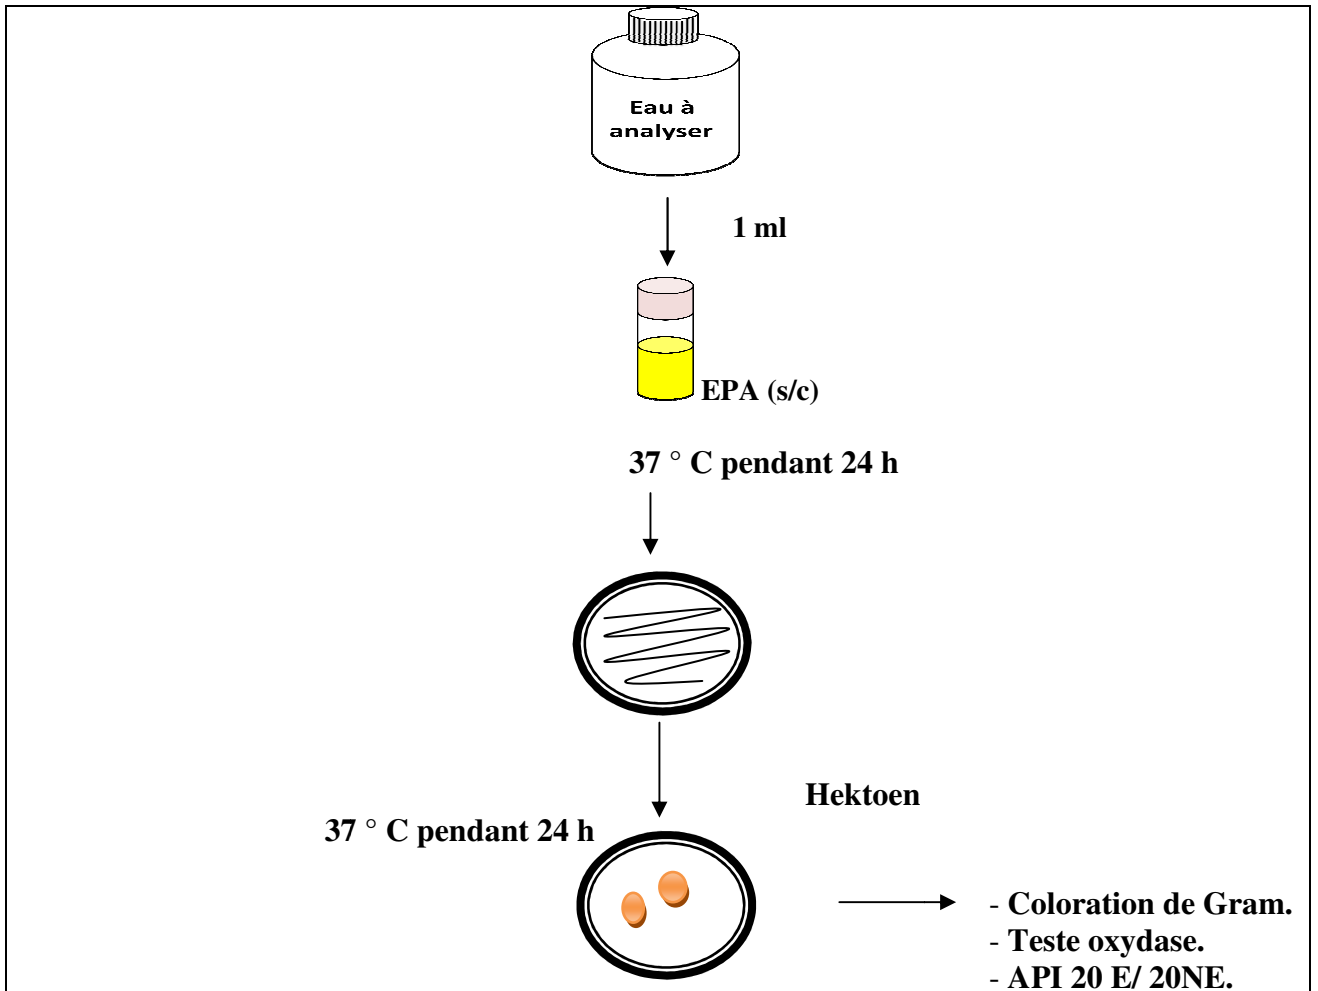 Eau à
analyser
1 ml
EPA (s/c)
37 ° C pendant 24 h
Hektoen
37 ° C pendant 24 h
- Coloration de Gram.
- Teste oxydase.
- API 20 E/ 20NE.